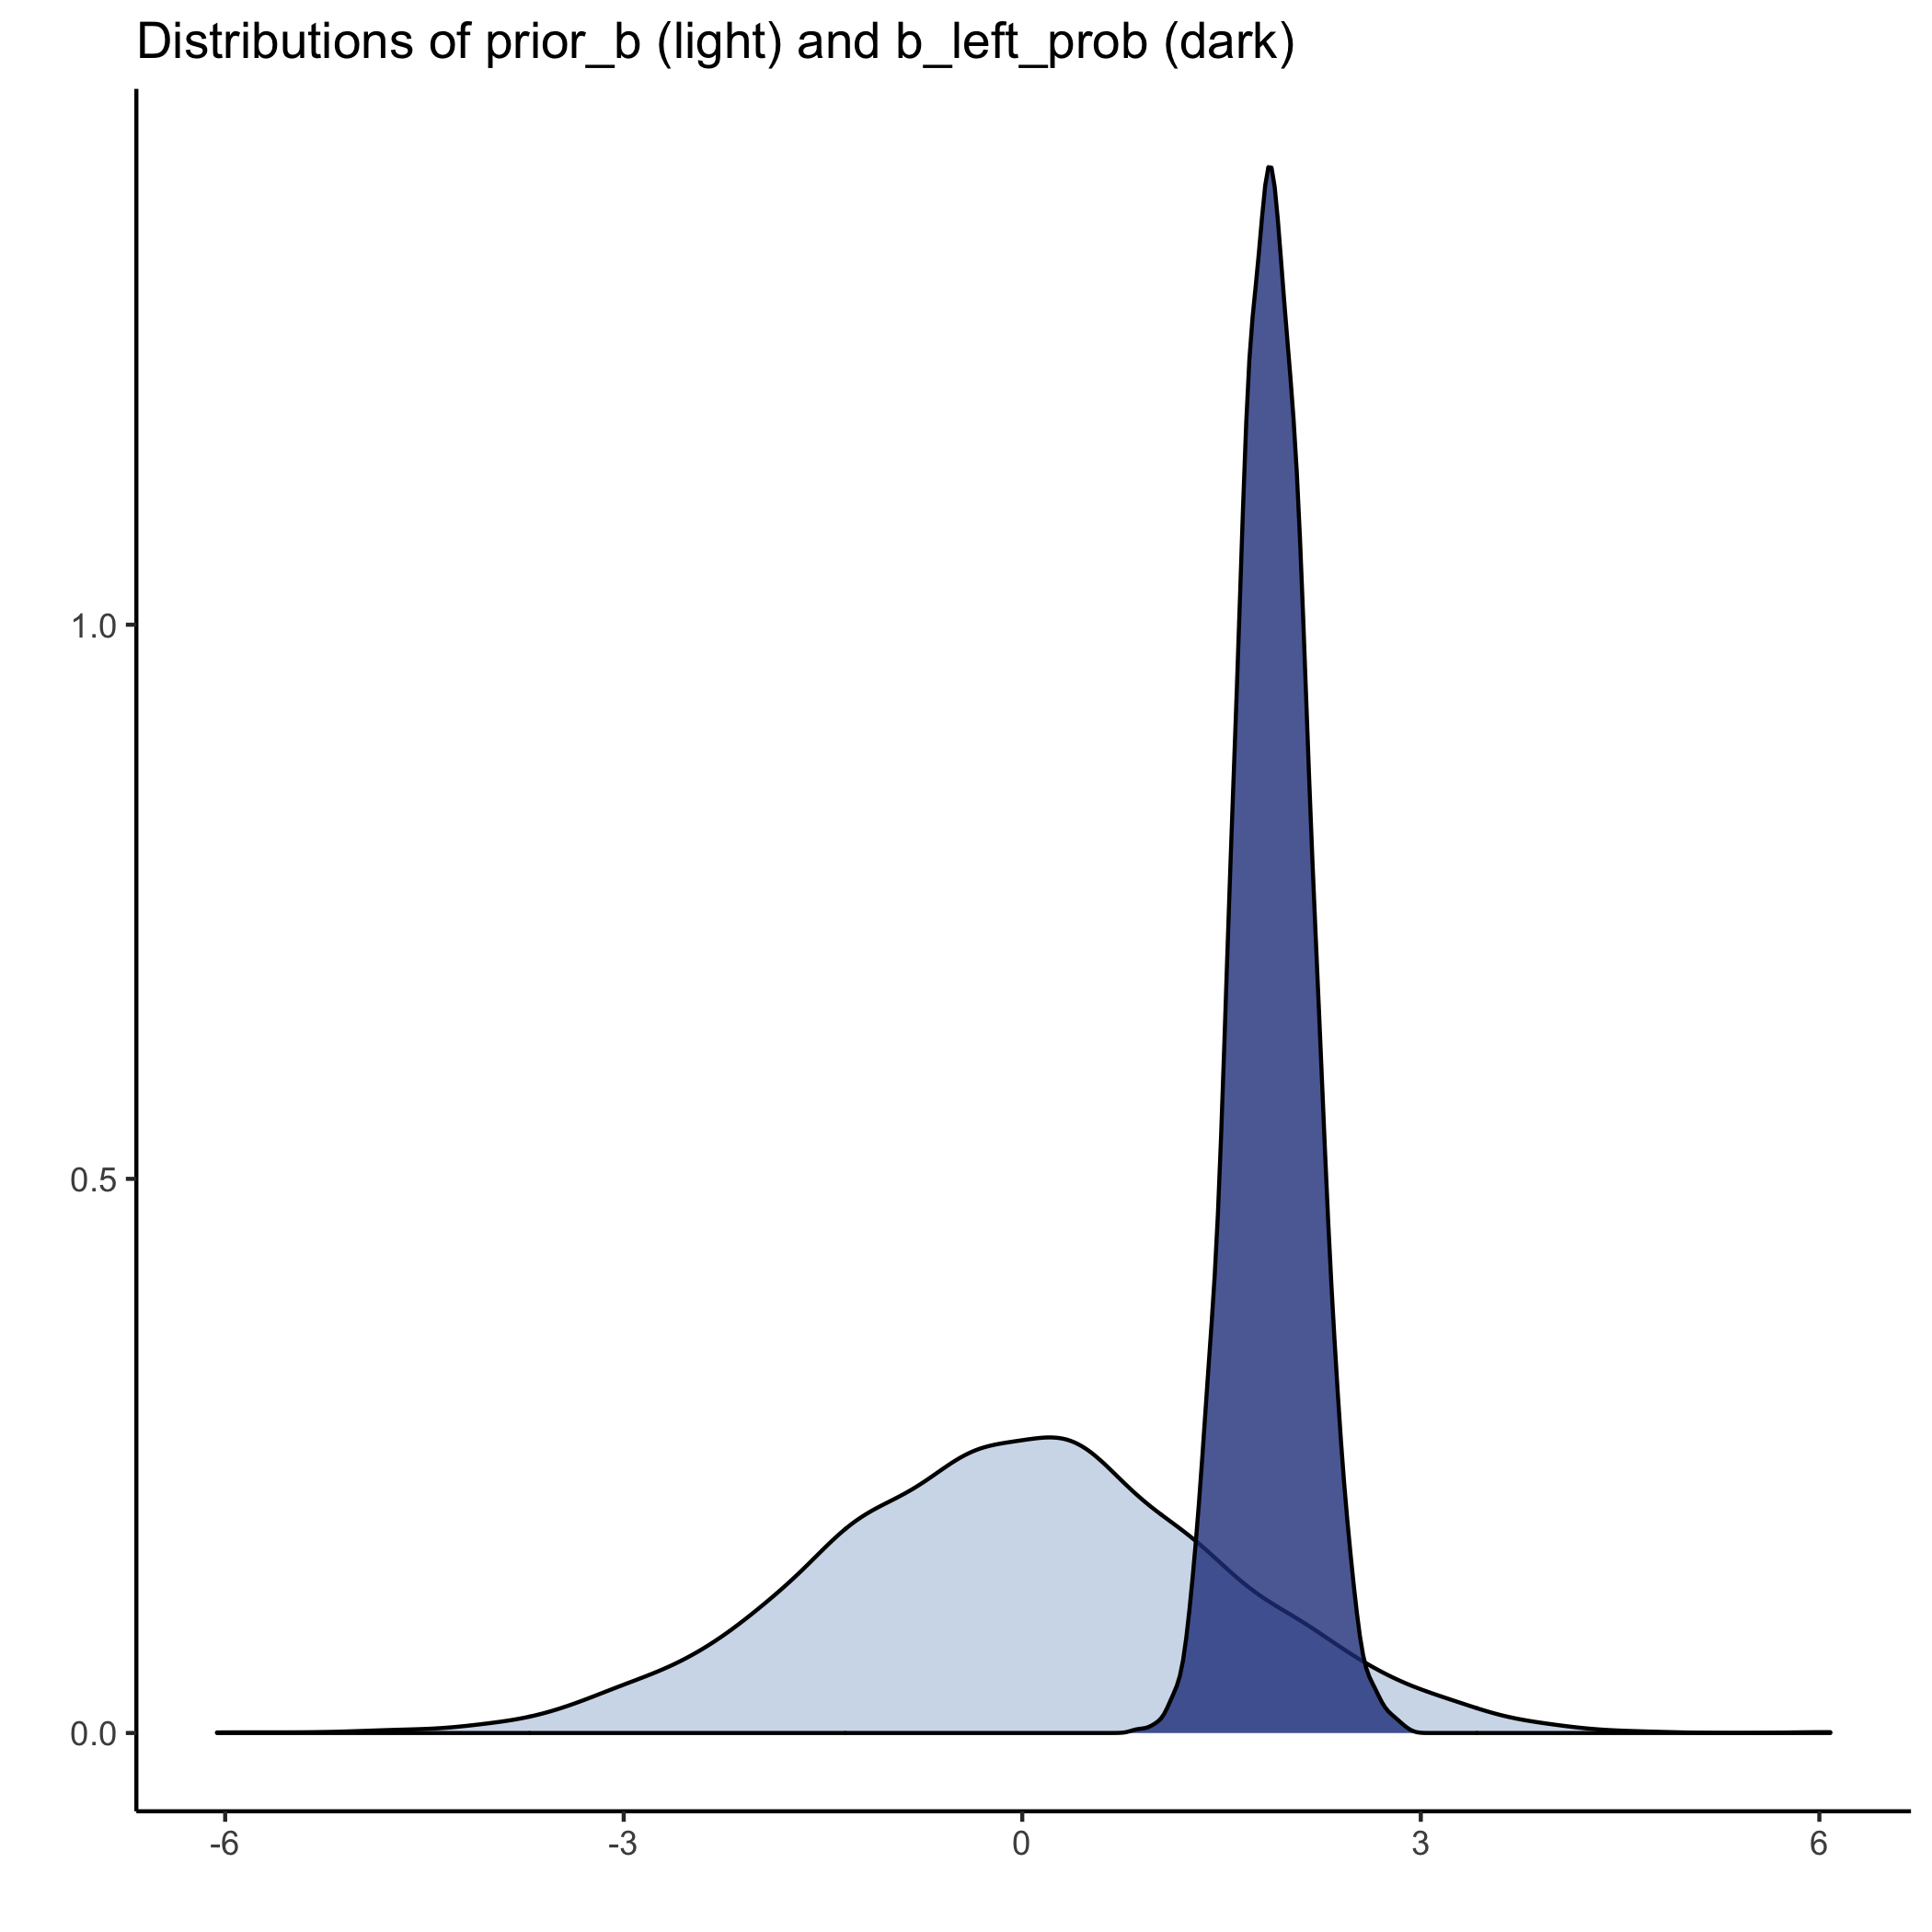 Distributions of prior_b (light) and b_left_prob (dark)
1.0
0.5
0.0
-6 -3 0 3 6